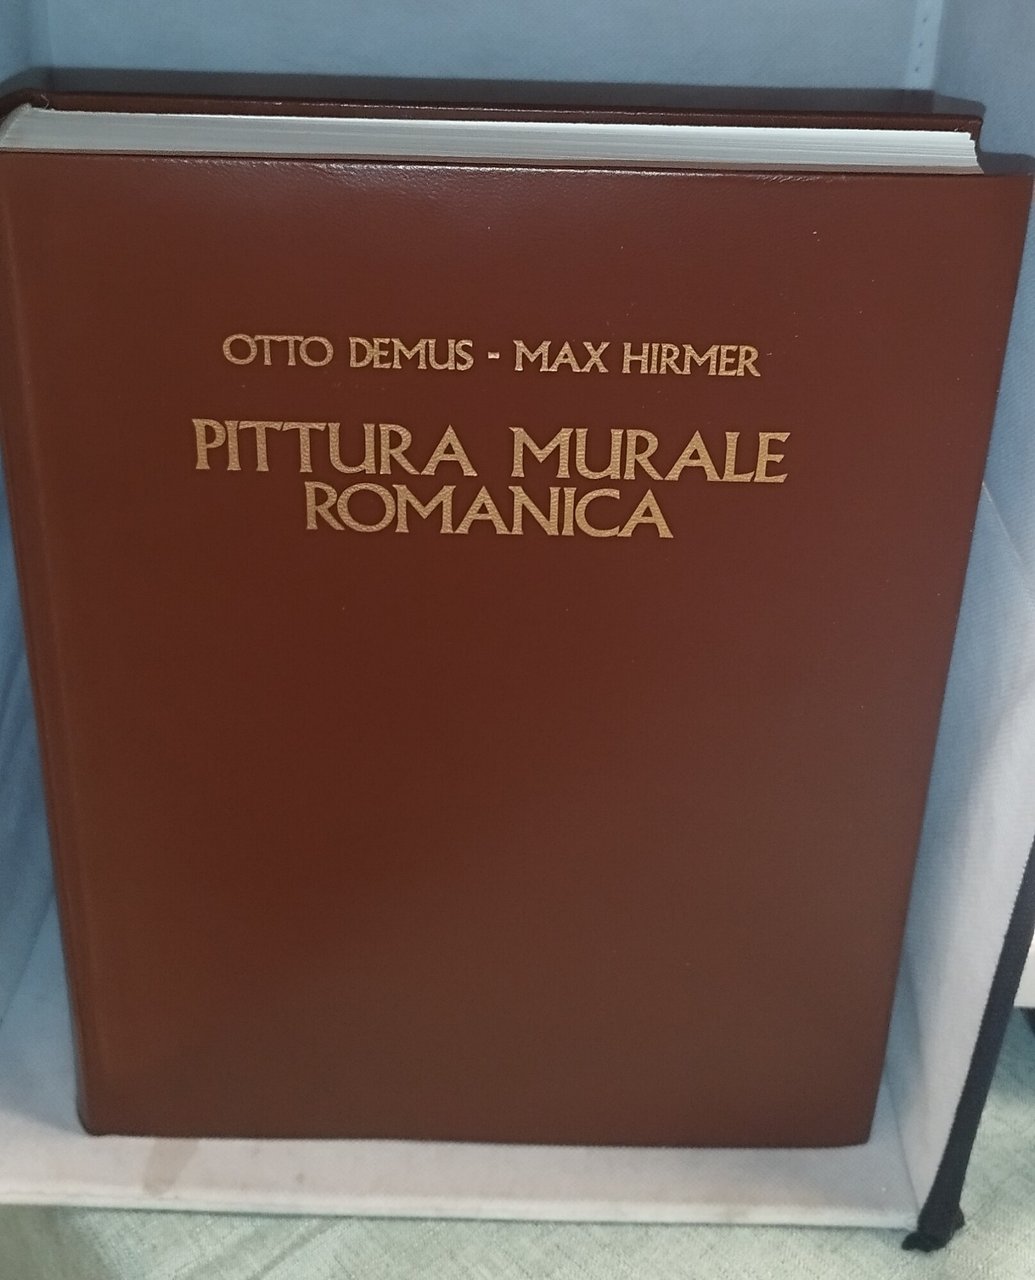 OTTO DEMUS - MAX HIRMER
PITTURA MURALE
ROMANICA